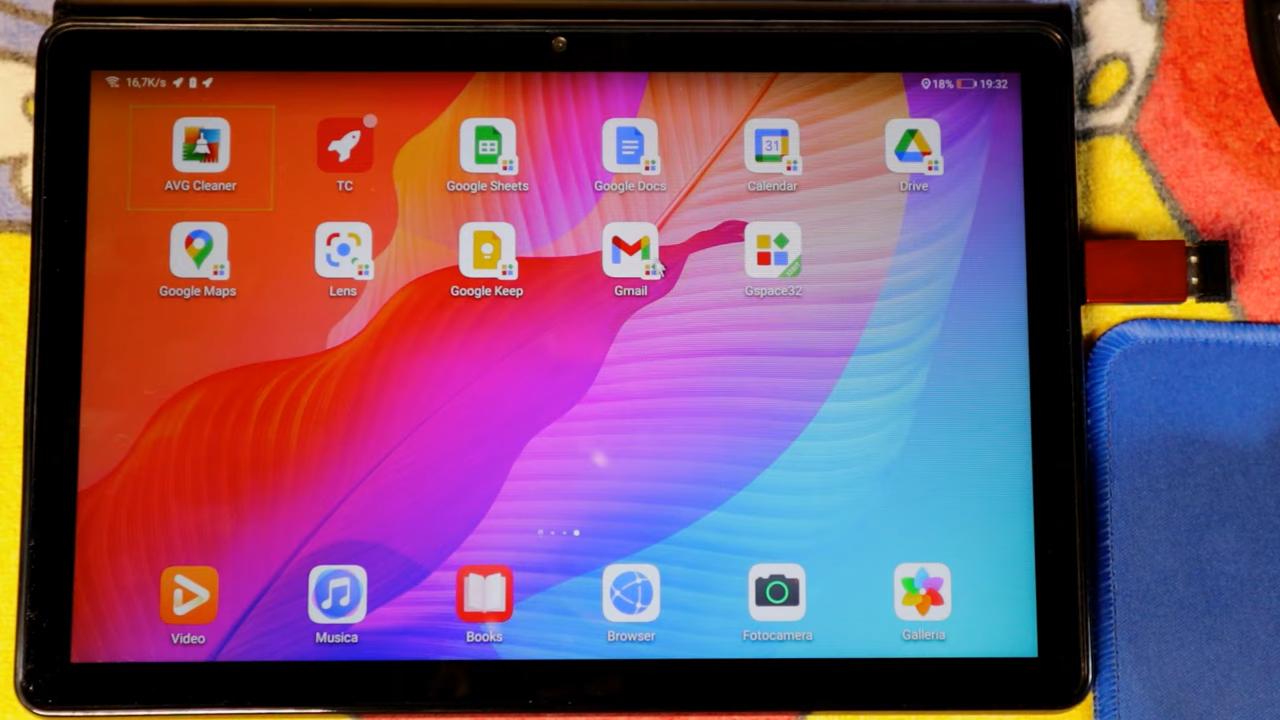 16,7K/s 18% 19:32
AVG Cleaner TC Google Sheets Google Docs Calendar Drive
31
Google Maps Lens Google Keep Gmail Gspace32
Video Musica Books Browser Fotocamera Galleria